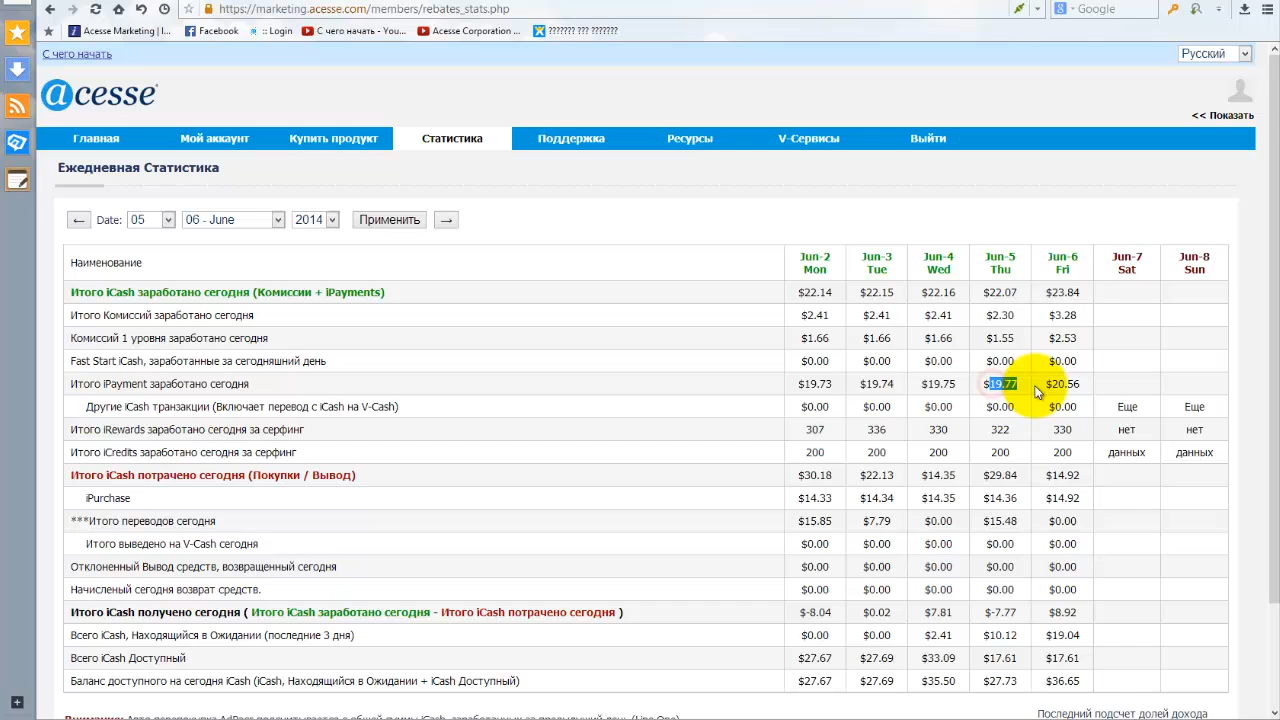 https://marketing.acesse.com/members/rebates_stats.php
Google
Acesse Marketing | I...
Facebook
:: Login
С чего начать - You...
Acesse Corporation ...
??????? ??? ???????
С чего начать
Русский
acesse
<< Показать
Главная Мой аккаунт Купить продукт Статистика Поддержка Ресурсы V-Сервисы Выйти
Ежедневная Статистика
← Date: 05 06 - June 2014 Применить →
Наименование Jun-2 Mon Jun-3 Tue Jun-4 Wed Jun-5 Thu Jun-6 Fri Jun-7 Sat Jun-8 Sun
Итого iCash заработано сегодня (Комиссии + iPayments) $22.14 $22.15 $22.16 $22.07 $23.84
Итого Комиссий заработано сегодня $2.41 $2.41 $2.41 $2.30 $3.28
Комиссий 1 уровня заработано сегодня $1.66 $1.66 $1.66 $1.55 $2.53
Fast Start iCash, заработанные за сегодняшний день $0.00 $0.00 $0.00 $0.00 $0.00
Итого iPayment заработано сегодня $19.73 $19.74 $19.75 $19.77 $20.56
Другие iCash транзакции (Включает перевод с iCash на V-Cash) $0.00 $0.00 $0.00 $0.00 $0.00 Еще Еще
Итого iRewards заработано сегодня за серфинг 307 336 330 322 330 нет нет
Итого iCredits заработано сегодня за серфинг 200 200 200 200 200 данных данных
Итого iCash потрачено сегодня (Покупки / Вывод) $30.18 $22.13 $14.35 $29.84 $14.92
iPurchase $14.33 $14.34 $14.35 $14.36 $14.92
***Итого переводов сегодня $15.85 $7.79 $0.00 $15.48 $0.00
Итого выведено на V-Cash сегодня $0.00 $0.00 $0.00 $0.00 $0.00
Отклоненный Вывод средств, возвращенный сегодня $0.00 $0.00 $0.00 $0.00 $0.00
Начисленый сегодня возврат средств. $0.00 $0.00 $0.00 $0.00 $0.00
Итого iCash получено сегодня ( Итого iCash заработано сегодня - Итого iCash потрачено сегодня ) $-8.04 $0.02 $7.81 $-7.77 $8.92
Всего iCash, Находящийся в Ожидании (последние 3 дня) $0.00 $0.00 $2.41 $10.12 $19.04
Всего iCash Доступный $27.67 $27.69 $33.09 $17.61 $17.61
Баланс доступного на сегодня iCash (iCash, Находящийся в Ожидании + iCash Доступный) $27.67 $27.69 $35.50 $27.73 $36.65
Последний подсчет долей дохода
Внимание: Авто перепокупка AdPacs подсчитывается с общей суммы iCash, заработанных за предыдущий день (Line One)